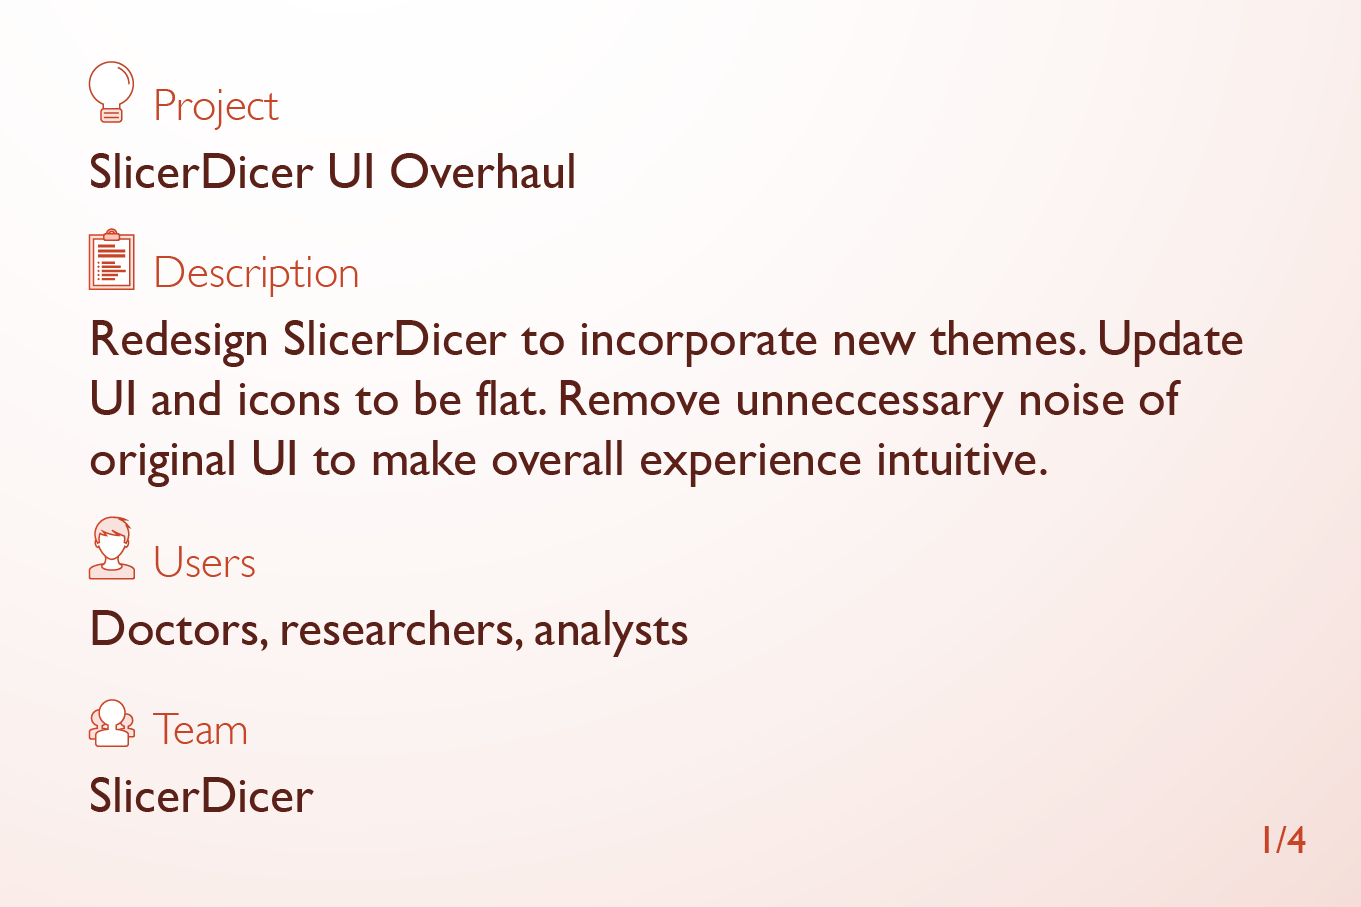 Project
SlicerDicer UI Overhaul
Description
Redesign SlicerDicer to incorporate new themes. Update
UI and icons to be flat. Remove unneccessary noise of
original UI to make overall experience intuitive.
Users
Doctors, researchers, analysts
Team
SlicerDicer
1/4